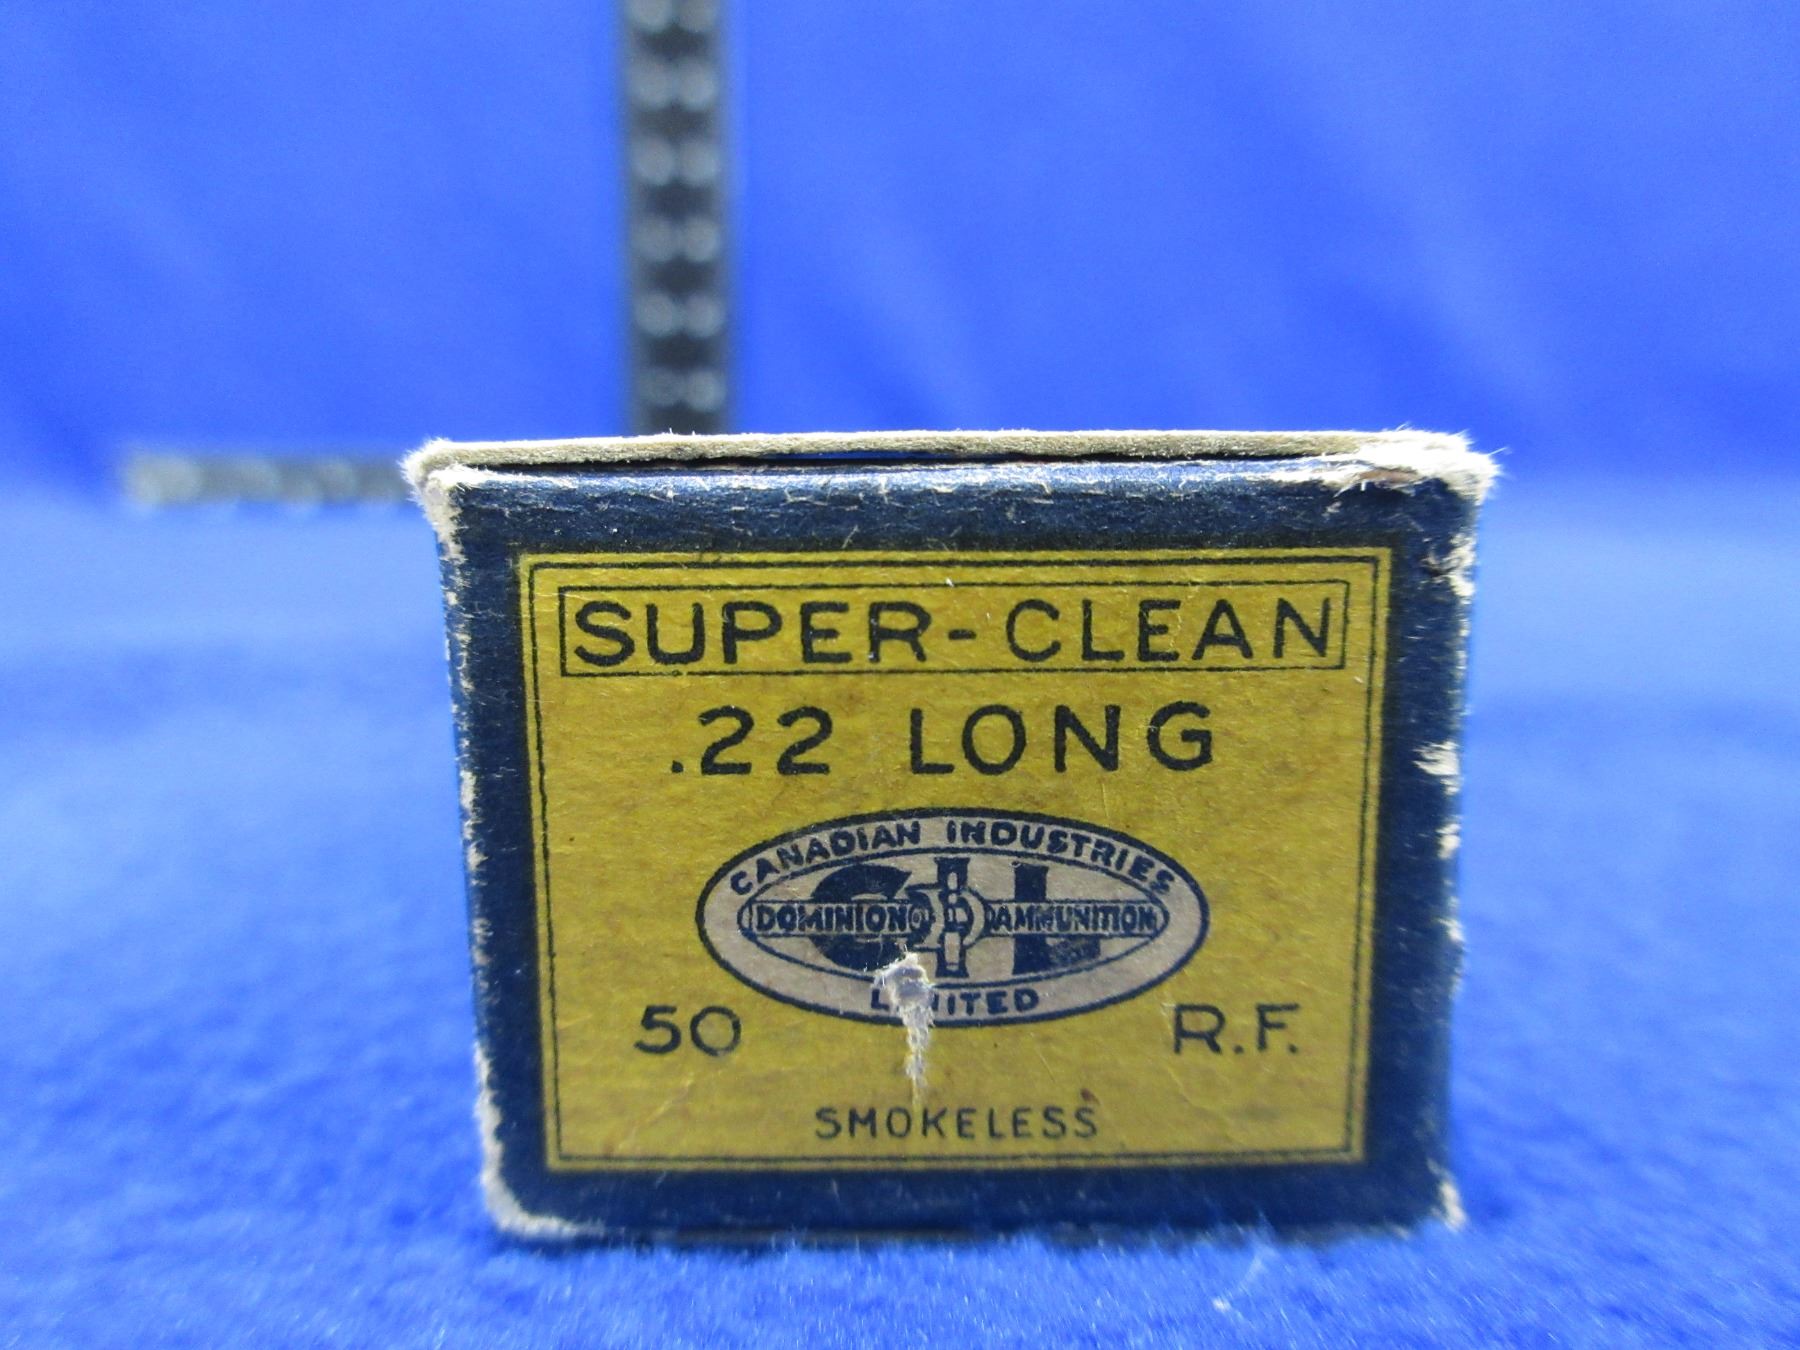 SUPER-CLEAN
.22 LONG
CANADIAN INDUSTRIES
C-I-L
DOMINION AMMUNITION
LIMITED
50 R.F.
SMOKELESS